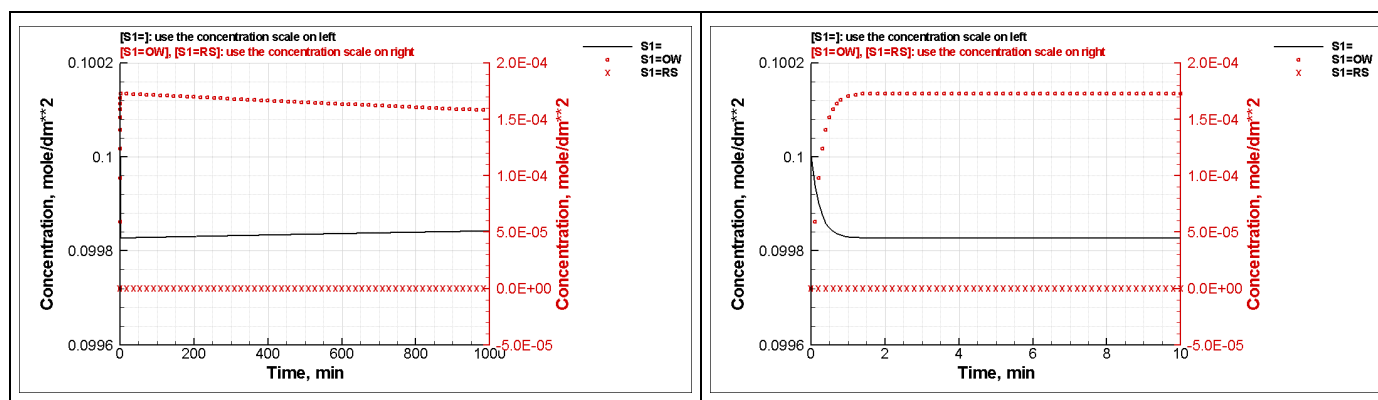 [S1=]: use the concentration scale on left
[S1=OW], [S1=RS]: use the concentration scale on right
S1=
S1=OW
S1=RS
0.1002
0.1
0.0998
0.0996
Concentration, mole/dm**2
2.0E-04
1.5E-04
1.0E-04
5.0E-05
0.0E+00
-5.0E-05
Concentration, mole/dm**2
0 200 400 600 800 1000
Time, min
[S1=]: use the concentration scale on left
[S1=OW], [S1=RS]: use the concentration scale on right
S1=
S1=OW
S1=RS
0.1002
0.1
0.0998
0.0996
Concentration, mole/dm**2
2.0E-04
1.5E-04
1.0E-04
5.0E-05
0.0E+00
-5.0E-05
Concentration, mole/dm**2
0 2 4 6 8 10
Time, min